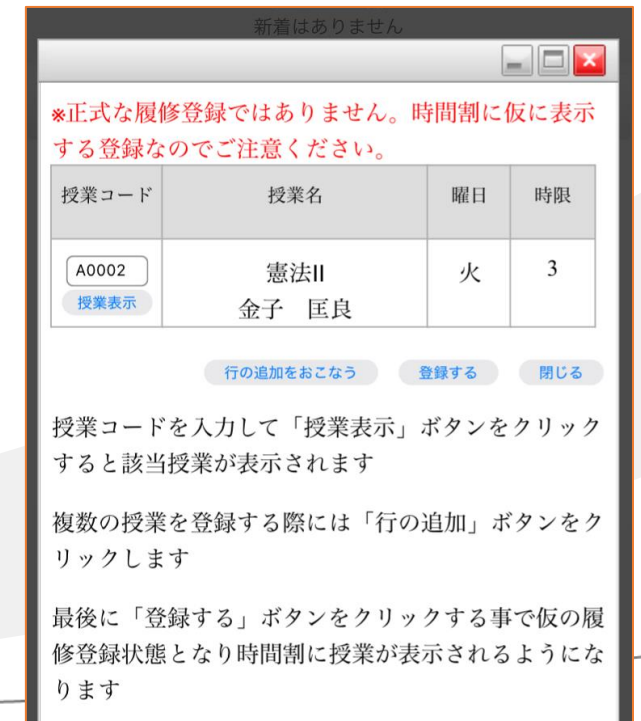 新着はありません
※正式な履修登録ではありません。時間割に仮に表示
する登録なのでご注意ください。
授業コード 授業名 曜日 時限
A0002 憲法II 火 3
授業表示 金子 匡良
行の追加をおこなう 登録する 閉じる
授業コードを入力して「授業表示」ボタンをクリック
すると該当授業が表示されます
複数の授業を登録する際には「行の追加」ボタンをク
リックします
最後に「登録する」ボタンをクリックする事で仮の履
修登録状態となり時間割に授業が表示されるようにな
ります